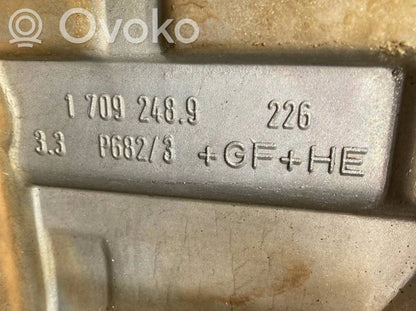 Ovoko
1 709 248.9 226
3.3 P682/3 +GF+HE